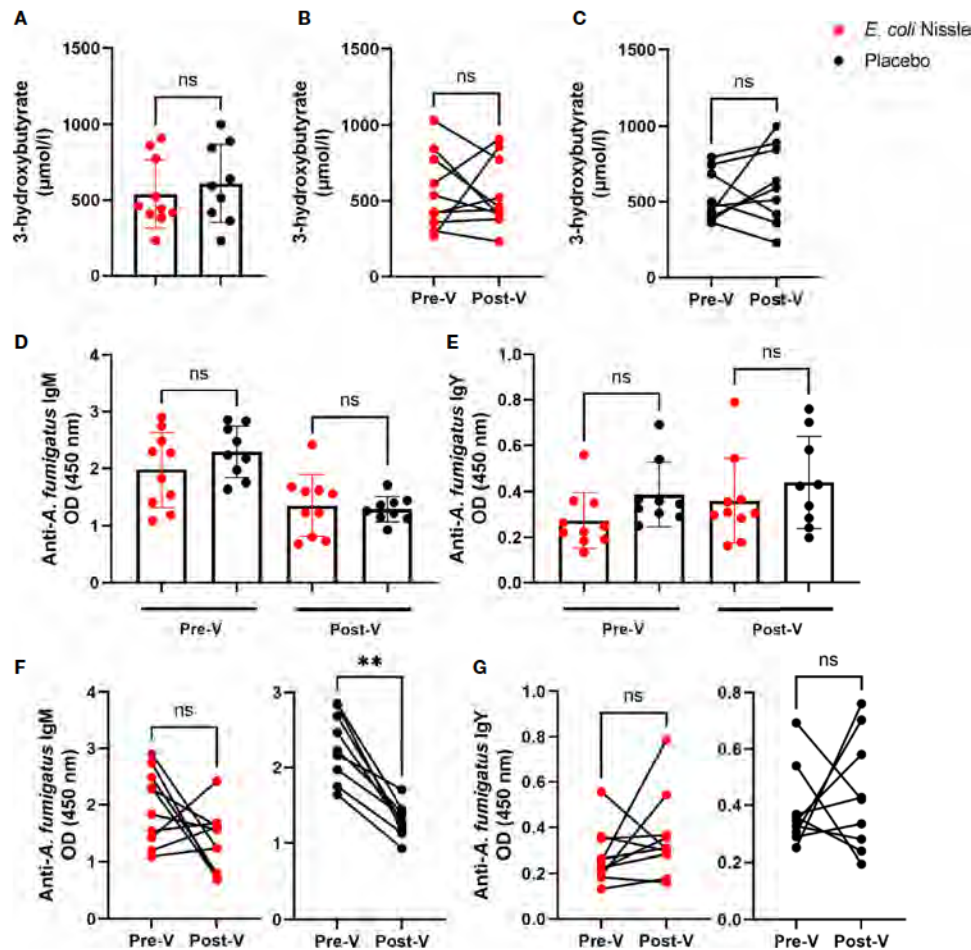 A
B
C
E. coli Nissle
Placebo
3-hydroxybutyrate
(µmol/l)
1500
1000
500
0
ns
3-hydroxybutyrate
(µmol/l)
1500
1000
500
0
ns
Pre-V Post-V
3-hydroxybutyrate
(µmol/l)
1500
1000
500
0
ns
Pre-V Post-V
D
E
Anti-A. fumigatus IgM
OD (450 nm)
4
3
2
1
0
ns
ns
Pre-V
Post-V
Anti-A. fumigatus IgY
OD (450 nm)
1.0
0.8
0.6
0.4
0.2
0.0
ns
ns
Pre-V
Post-V
F
G
Anti-A. fumigatus IgM
OD (450 nm)
4
3
2
1
0
ns
Pre-V Post-V
3
2
1
0
**
Pre-V Post-V
Anti-A. fumigatus IgY
OD (450 nm)
1.0
0.8
0.6
0.4
0.2
0.0
ns
Pre-V Post-V
0.8
0.6
0.4
0.2
0.0
ns
Pre-V Post-V